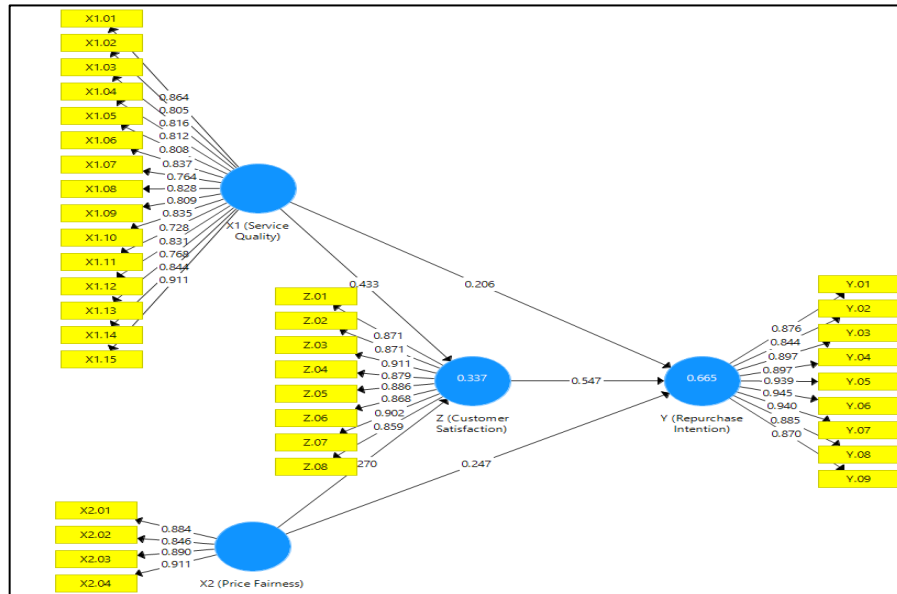 X1.01
X1.02
X1.03
X1.04
X1.05
X1.06
X1.07
X1.08
X1.09
X1.10
X1.11
X1.12
X1.13
X1.14
X1.15
0.864
0.805
0.816
0.812
0.808
0.837
0.764
0.828
0.809
0.835
0.728
0.831
0.768
0.844
0.911
X1 (Service
Quality)
0.433
0.206
Z.01
Z.02
Z.03
Z.04
Z.05
Z.06
Z.07
Z.08
0.871
0.871
0.911
0.879
0.886
0.868
0.902
0.859
0.337
Z (Customer
Satisfaction)
0.547
270
0.247
0.665
Y (Repurchase
Intention)
0.876
0.844
0.897
0.897
0.939
0.945
0.940
0.885
0.870
Y.01
Y.02
Y.03
Y.04
Y.05
Y.06
Y.07
Y.08
Y.09
X2.01
X2.02
X2.03
X2.04
0.884
0.846
0.890
0.911
X2 (Price Fairness)